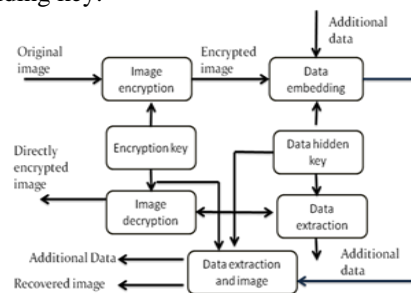 ding key.
Additional
data
Original
image
Encrypted
image
Image
encryption
Data
embedding
Encryption key
Data hidden
key
Directly
encrypted
image
Image
decryption
Data
extraction
Additional Data
Recovered image
Data extraction
and image
Additional
data